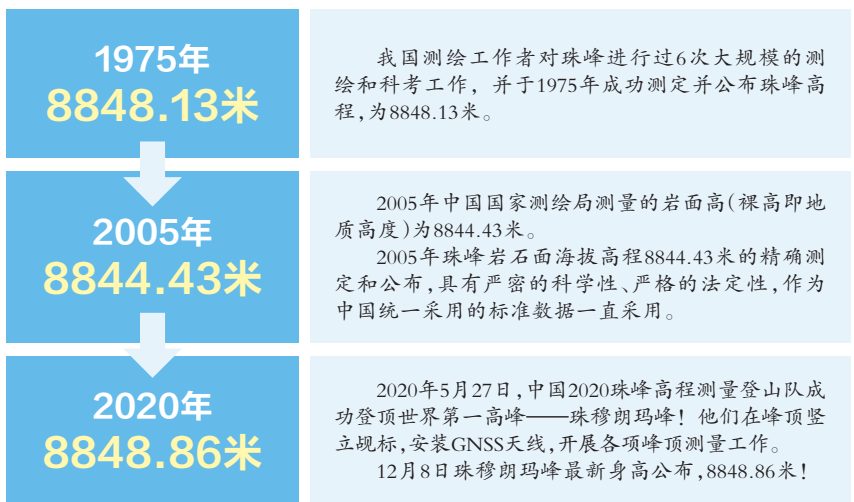 1975年
8848.13米
我国测绘工作者对珠峰进行过6次大规模的测
绘和科考工作，并于1975年成功测定并公布珠峰高
程，为8848.13米。
2005年
8844.43米
2005年中国国家测绘局测量的岩面高（裸高即地
质高度）为8844.43米。
2005年珠峰岩石面海拔高程8844.43米的精确测
定和公布，具有严密的科学性、严格的法定性，作为
中国统一采用的标准数据一直采用。
2020年
8848.86米
2020年5月27日，中国2020珠峰高程测量登山队成
功登顶世界第一高峰——珠穆朗玛峰！他们在峰顶竖
立觇标，安装GNSS天线，开展各项峰顶测量工作。
12月8日珠穆朗玛峰最新身高公布，8848.86米！